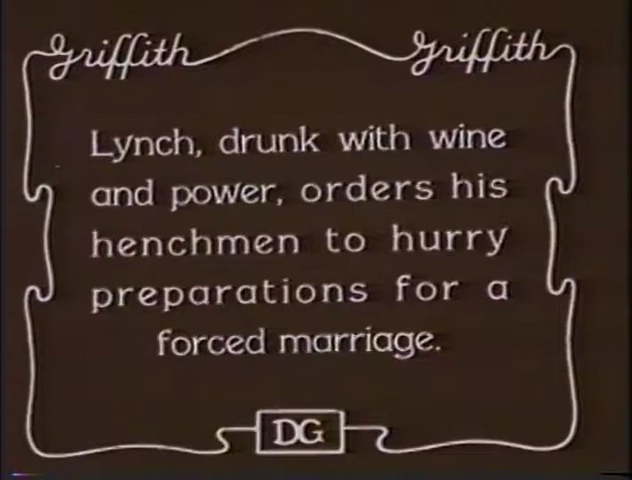 Griffith Griffith
Lynch, drunk with wine
and power, orders his
henchmen to hurry
preparations for a
forced marriage.
DG